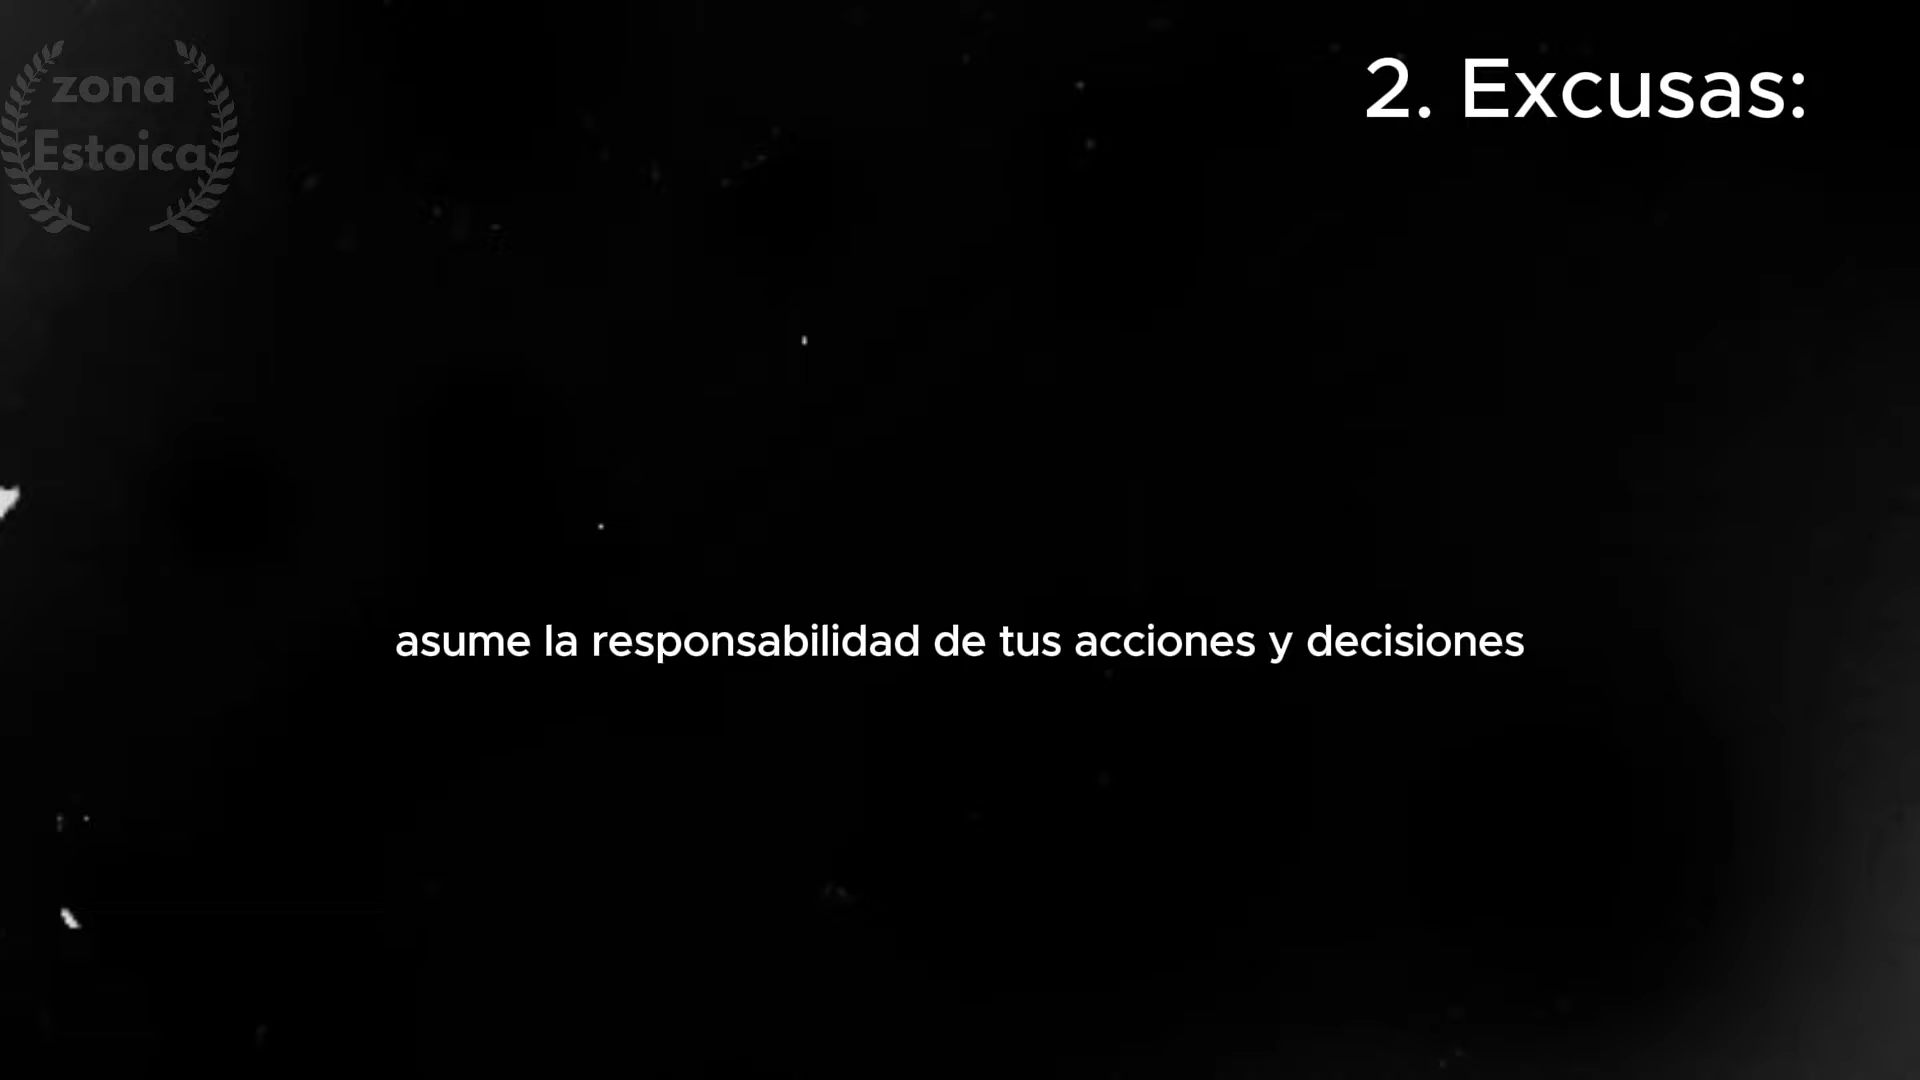 zona
Estoica
2. Excusas:
asume la responsabilidad de tus acciones y decisiones